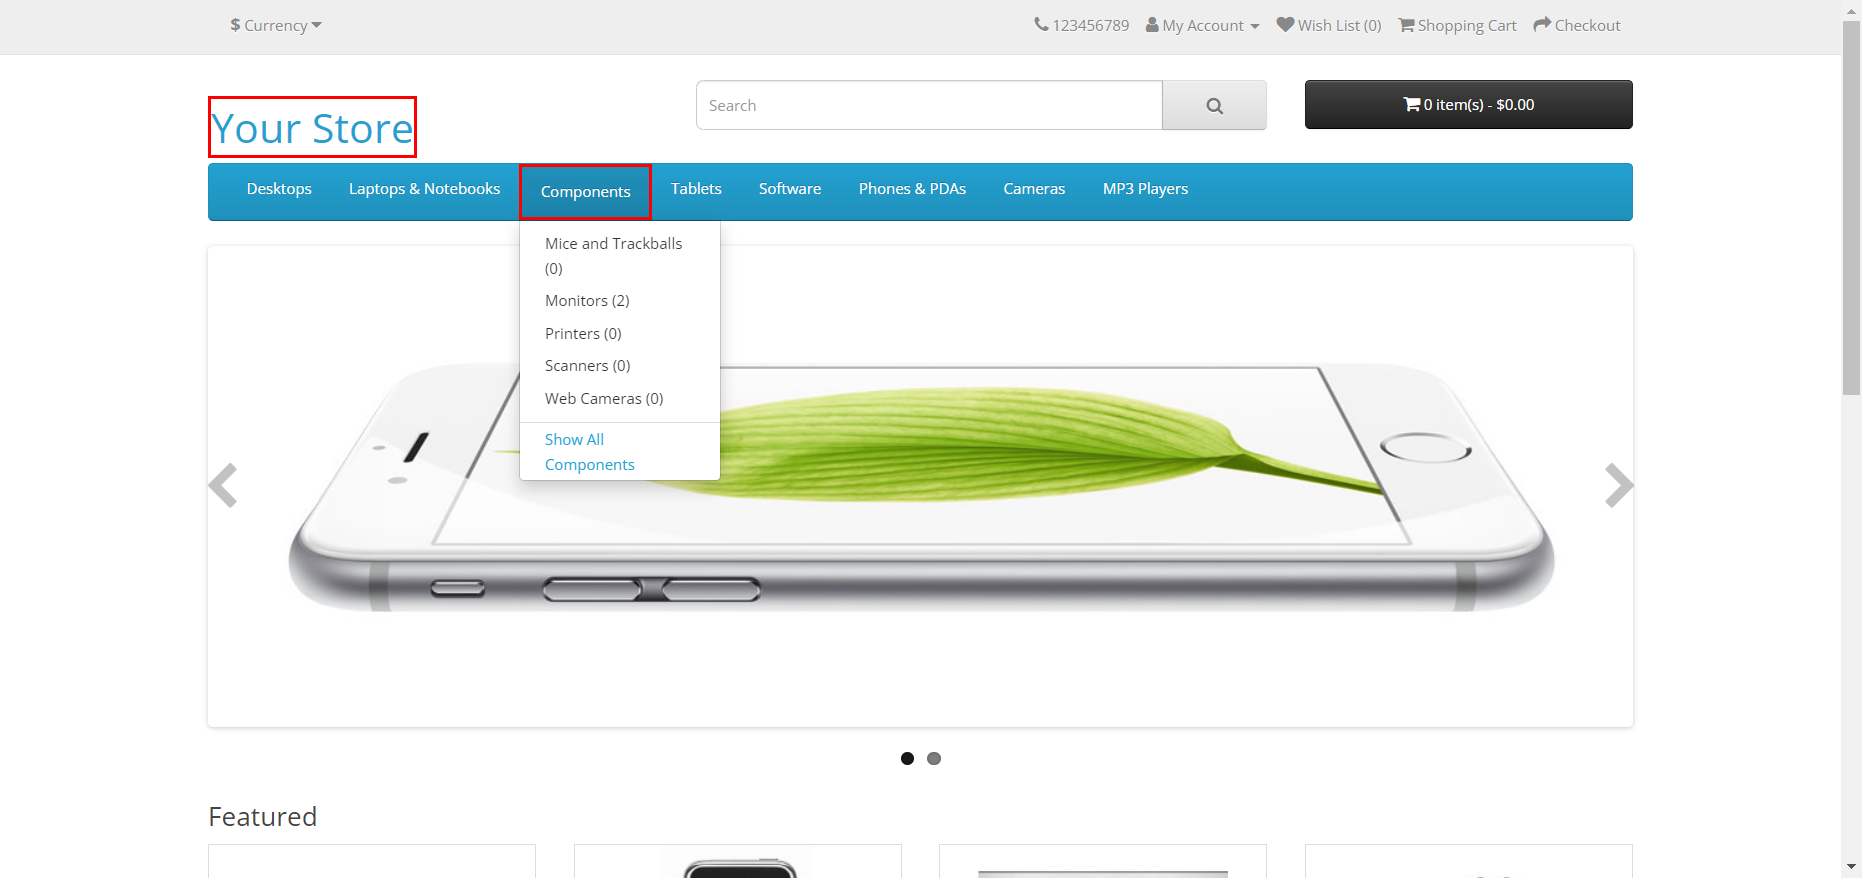 $ Currency
123456789 My Account Wish List (0) Shopping Cart Checkout
Your Store
Search
0 item(s) - $0.00
Desktops Laptops & Notebooks Components Tablets Software Phones & PDAs Cameras MP3 Players
Mice and Trackballs
(0)
Monitors (2)
Printers (0)
Scanners (0)
Web Cameras (0)
Show All
Components
Featured